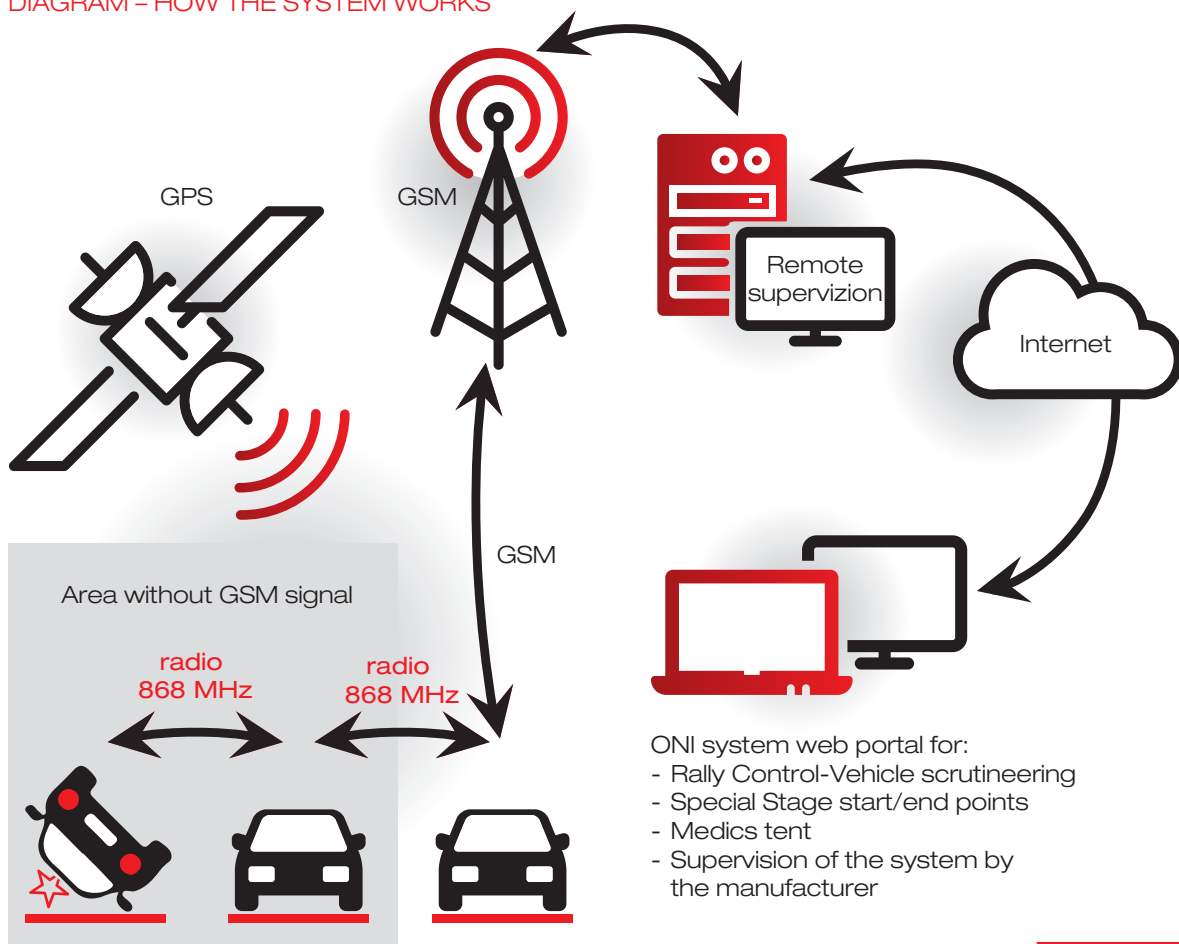 DIAGRAM – HOW THE SYSTEM WORKS
GPS
GSM
Remote
supervizion
Internet
GSM
Area without GSM signal
radio
868 MHz
radio
868 MHz
ONI system web portal for:
- Rally Control-Vehicle scrutineering
- Special Stage start/end points
- Medics tent
- Supervision of the system by
the manufacturer